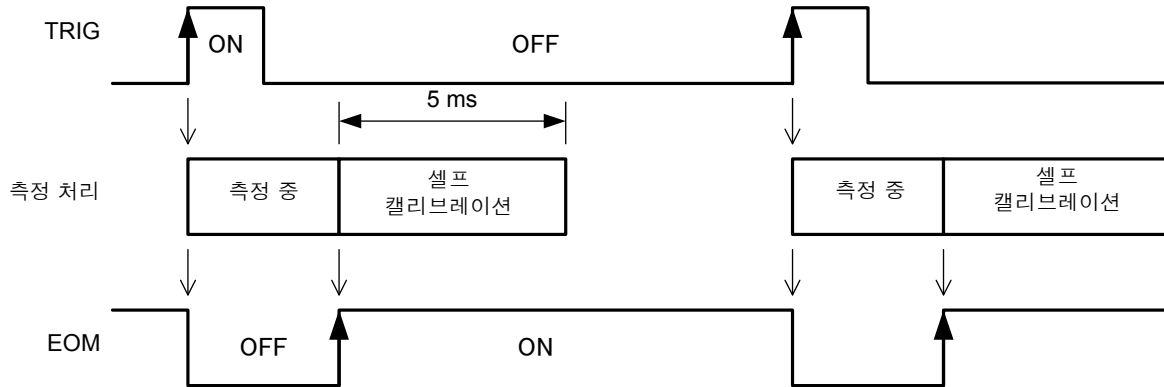 TRIG
ON
OFF
5 ms
측정 처리
측정 중
셀프
캘리브레이션
측정 중
셀프
캘리브레이션
EOM
OFF
ON